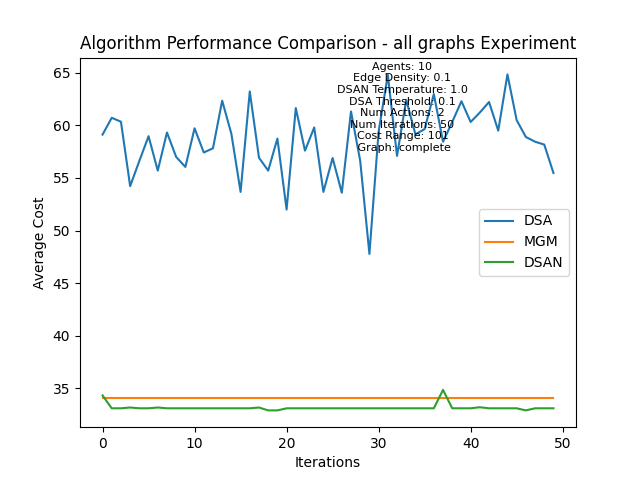 Algorithm Performance Comparison - all graphs Experiment
Agents: 10
Edge Density: 0.1
DSAN Temperature: 1.0
DSA Threshold: 0.1
Num Actions: 2
Num Iterations: 50
Cost Range: 101
Graph: complete
65
60
55
50
45
40
35
Average Cost
DSA
MGM
DSAN
0
10
20
30
40
50
Iterations